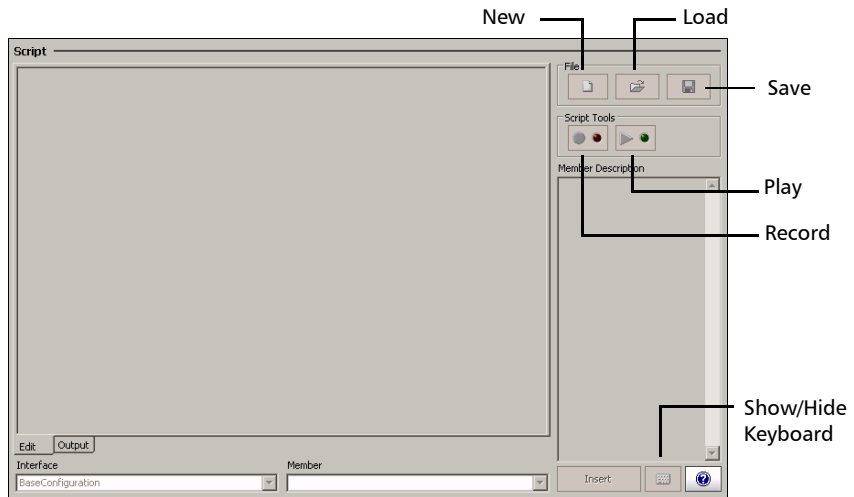 New
Load
Script
File
Save
Script Tools
Member Description
Play
Record
Show/Hide
Keyboard
Edit
Output
Interface
Member
BaseConfiguration
Insert